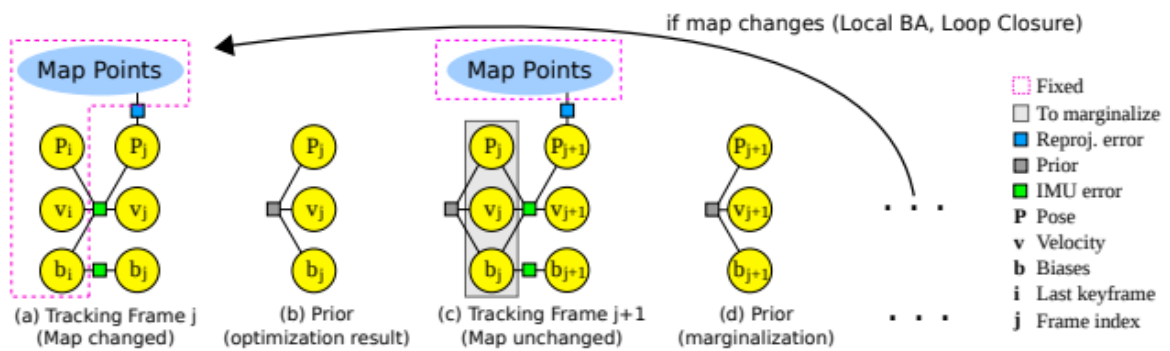 if map changes (Local BA, Loop Closure)
Map Points
Map Points
Pi Pj
vi vj
bi bj
Pj
vj
bj
Pj Pj+1
vj vj+1
bj bj+1
Pj+1
vj+1
bj+1
. . .
(a) Tracking Frame j
(Map changed)
(b) Prior
(optimization result)
(c) Tracking Frame j+1
(Map unchanged)
(d) Prior
(marginalization)
. . .
Fixed
To marginalize
Reproj. error
Prior
IMU error
P Pose
v Velocity
b Biases
i Last keyframe
j Frame index